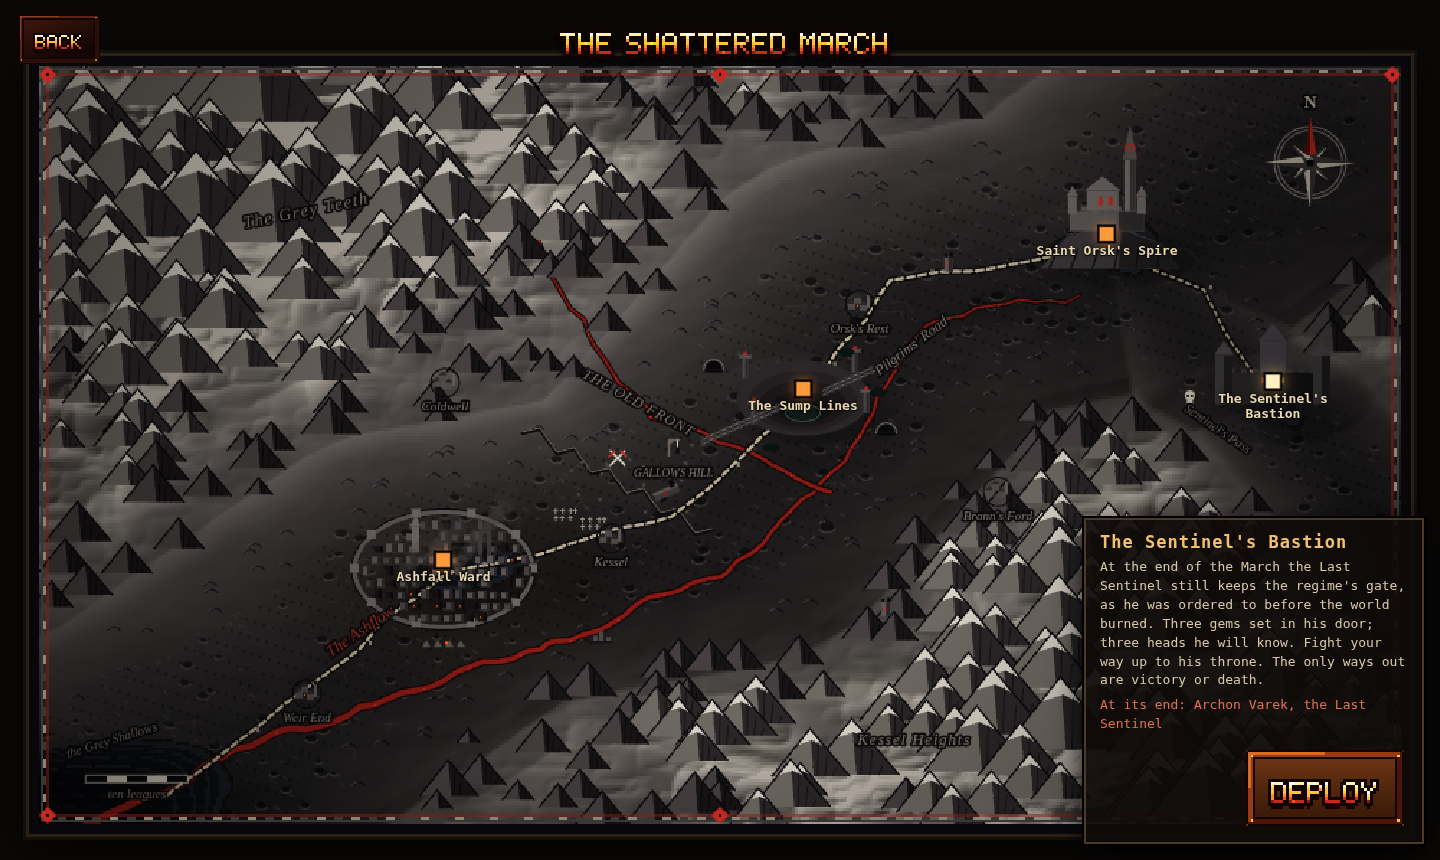 BACK
THE SHATTERED MARCH
N
The Grey Teeth
Saint Orsk's Spire
Orsk's Rest
Pilgrims' Road
THE OLD FRONT
Coldwell
The Sump Lines
The Sentinel's
Bastion
Sentinel's Pass
GALLOWS HILL
Brann's Ford
Kessel
Ashfall Ward
The Ashflow
Weir End
the Grey Shallows
ten leagues
Kessel Heights
The Sentinel's Bastion
At the end of the March the Last
Sentinel still keeps the regime's gate,
as he was ordered to before the world
burned. Three gems set in his door;
three heads he will know. Fight your
way up to his throne. The only ways out
are victory or death.
At its end: Archon Varek, the Last
Sentinel
DEPLOY